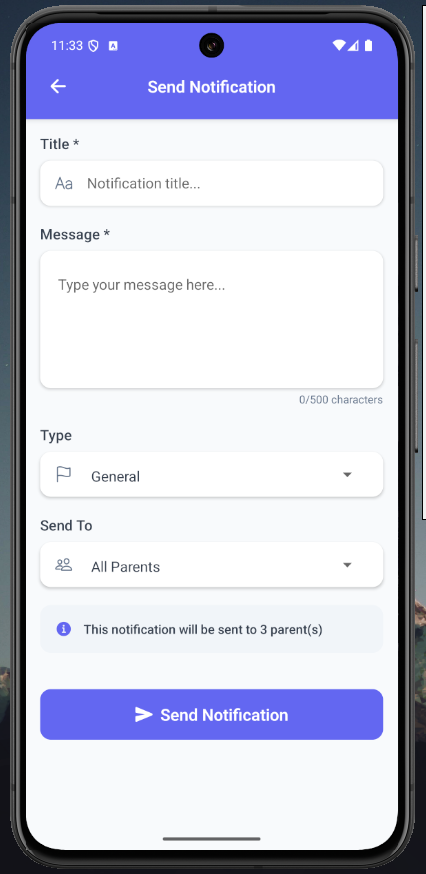 11:33
Send Notification
Title *
Aa Notification title...
Message *
Type your message here...
0/500 characters
Type
General
Send To
All Parents
This notification will be sent to 3 parent(s)
Send Notification